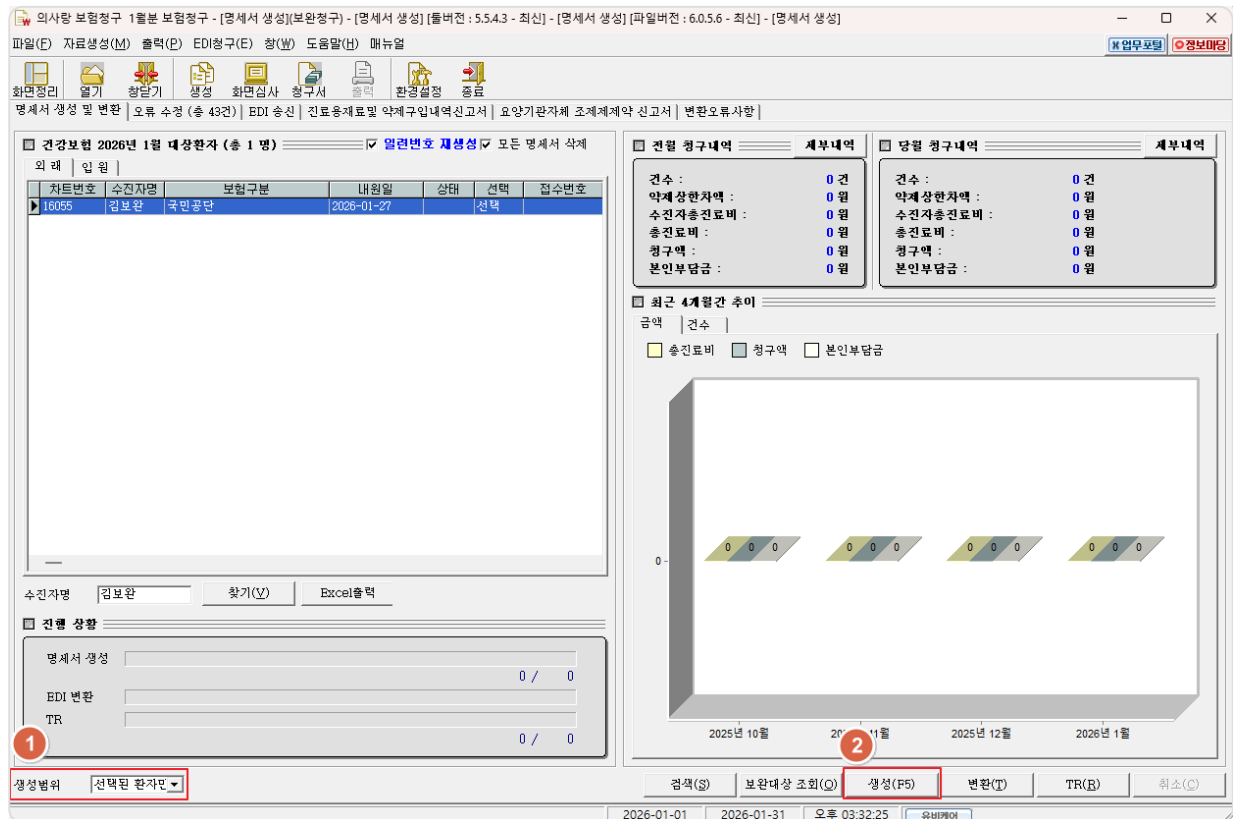 의사랑 보험청구 1월분 보험청구 - [명세서 생성](보완청구) - [명세서 생성] [툴버전 : 5.5.4.3 - 최신] - [명세서 생성] [파일버전 : 6.0.5.6 - 최신] - [명세서 생성]
파일(F) 자료생성(M) 출력(P) EDI청구(E) 창(W) 도움말(H) 매뉴얼 업무포털 정보마당
화면정리 열기 창닫기 생성 화면심사 청구서 출력 환경설정 종료
명세서 생성 및 변환 오류 수정 (총 43건) EDI 송신 진료용재료및 약제구입내역신고서 요양기관자체 조제제제약 신고서 변환오류사항
건강보험 2026년 1월 대상환자 (총 1 명) 일련번호 재생성 모든 명세서 삭제
외 래 입 원
차트번호 수진자명 보험구분 내원일 상태 선택 접수번호
16055 김보완 국민공단 2026-01-27 선택
수진자명 김보완 찾기(V) Excel출력
진행 상황
명세서 생성
0 / 0
EDI 변환
TR
0 / 0
1
생성범위 선택된 환자만
전월 청구내역 세부내역
건수 : 0 건
약제상한차액 : 0 원
수진자총진료비 : 0 원
총진료비 : 0 원
청구액 : 0 원
본인부담금 : 0 원
당월 청구내역 세부내역
건수 : 0 건
약제상한차액 : 0 원
수진자총진료비 : 0 원
총진료비 : 0 원
청구액 : 0 원
본인부담금 : 0 원
최근 4개월간 추이
금액 건수
총진료비 청구액 본인부담금
0 0 0 0 0 0 0 0 0 0 0 0
0
2025년 10월 2025년 12월 2026년 1월
2
검색(S) 보완대상 조회(O) 생성(F5) 변환(T) TR(R) 취소(C)
2026-01-01 2026-01-31 오후 03:32:25 유비케어